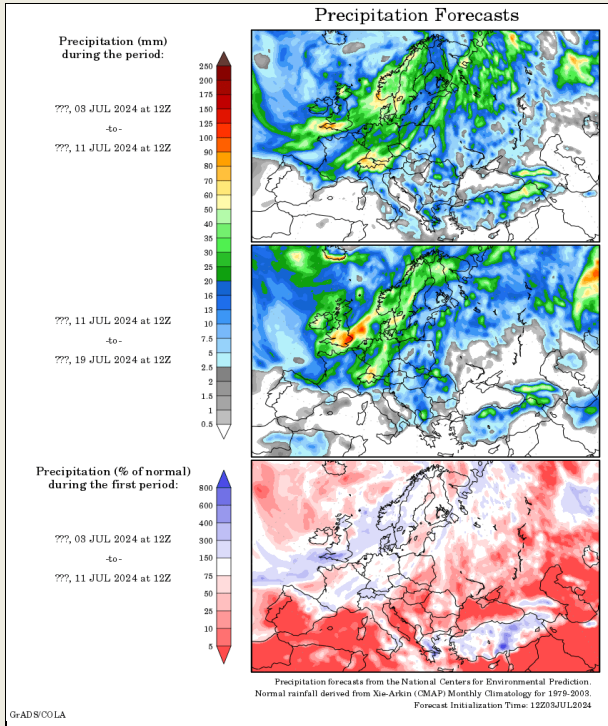 Precipitation Forecasts
Precipitation (mm)
during the period:
???, 03 JUL 2024 at 12Z
-to-
???, 11 JUL 2024 at 12Z
250
200
175
150
125
100
90
80
70
60
50
40
35
30
25
20
16
13
10
7.5
5
2.5
2
1.5
1
0.5
???, 11 JUL 2024 at 12Z
-to-
???, 19 JUL 2024 at 12Z
Precipitation (% of normal)
during the first period:
???, 03 JUL 2024 at 12Z
-to-
???, 11 JUL 2024 at 12Z
800
600
400
300
150
75
50
25
10
5
Precipitation forecasts from the National Centers for Environmental Prediction.
Normal rainfall derived from Xie-Arkin (CMAP) Monthly Climatology for 1979-2003.
Forecast Initialization Time: 12Z03JUL2024
GrADS/COLA